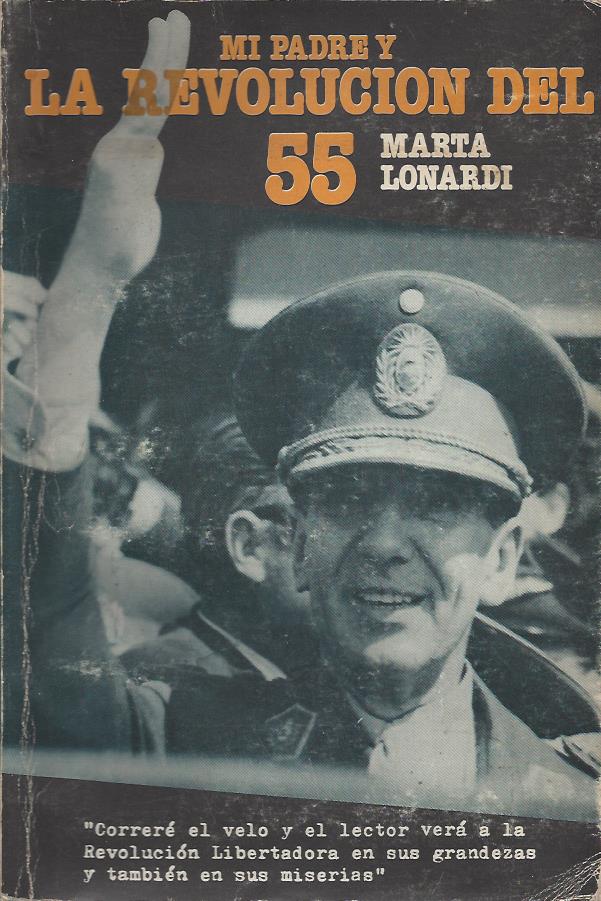 MI PADRE Y
LA REVOLUCION DEL
55
MARTA
LONARDI
"Correré el velo y el lector verá a la
Revolución Libertadora en sus grandezas
y también en sus miserias"